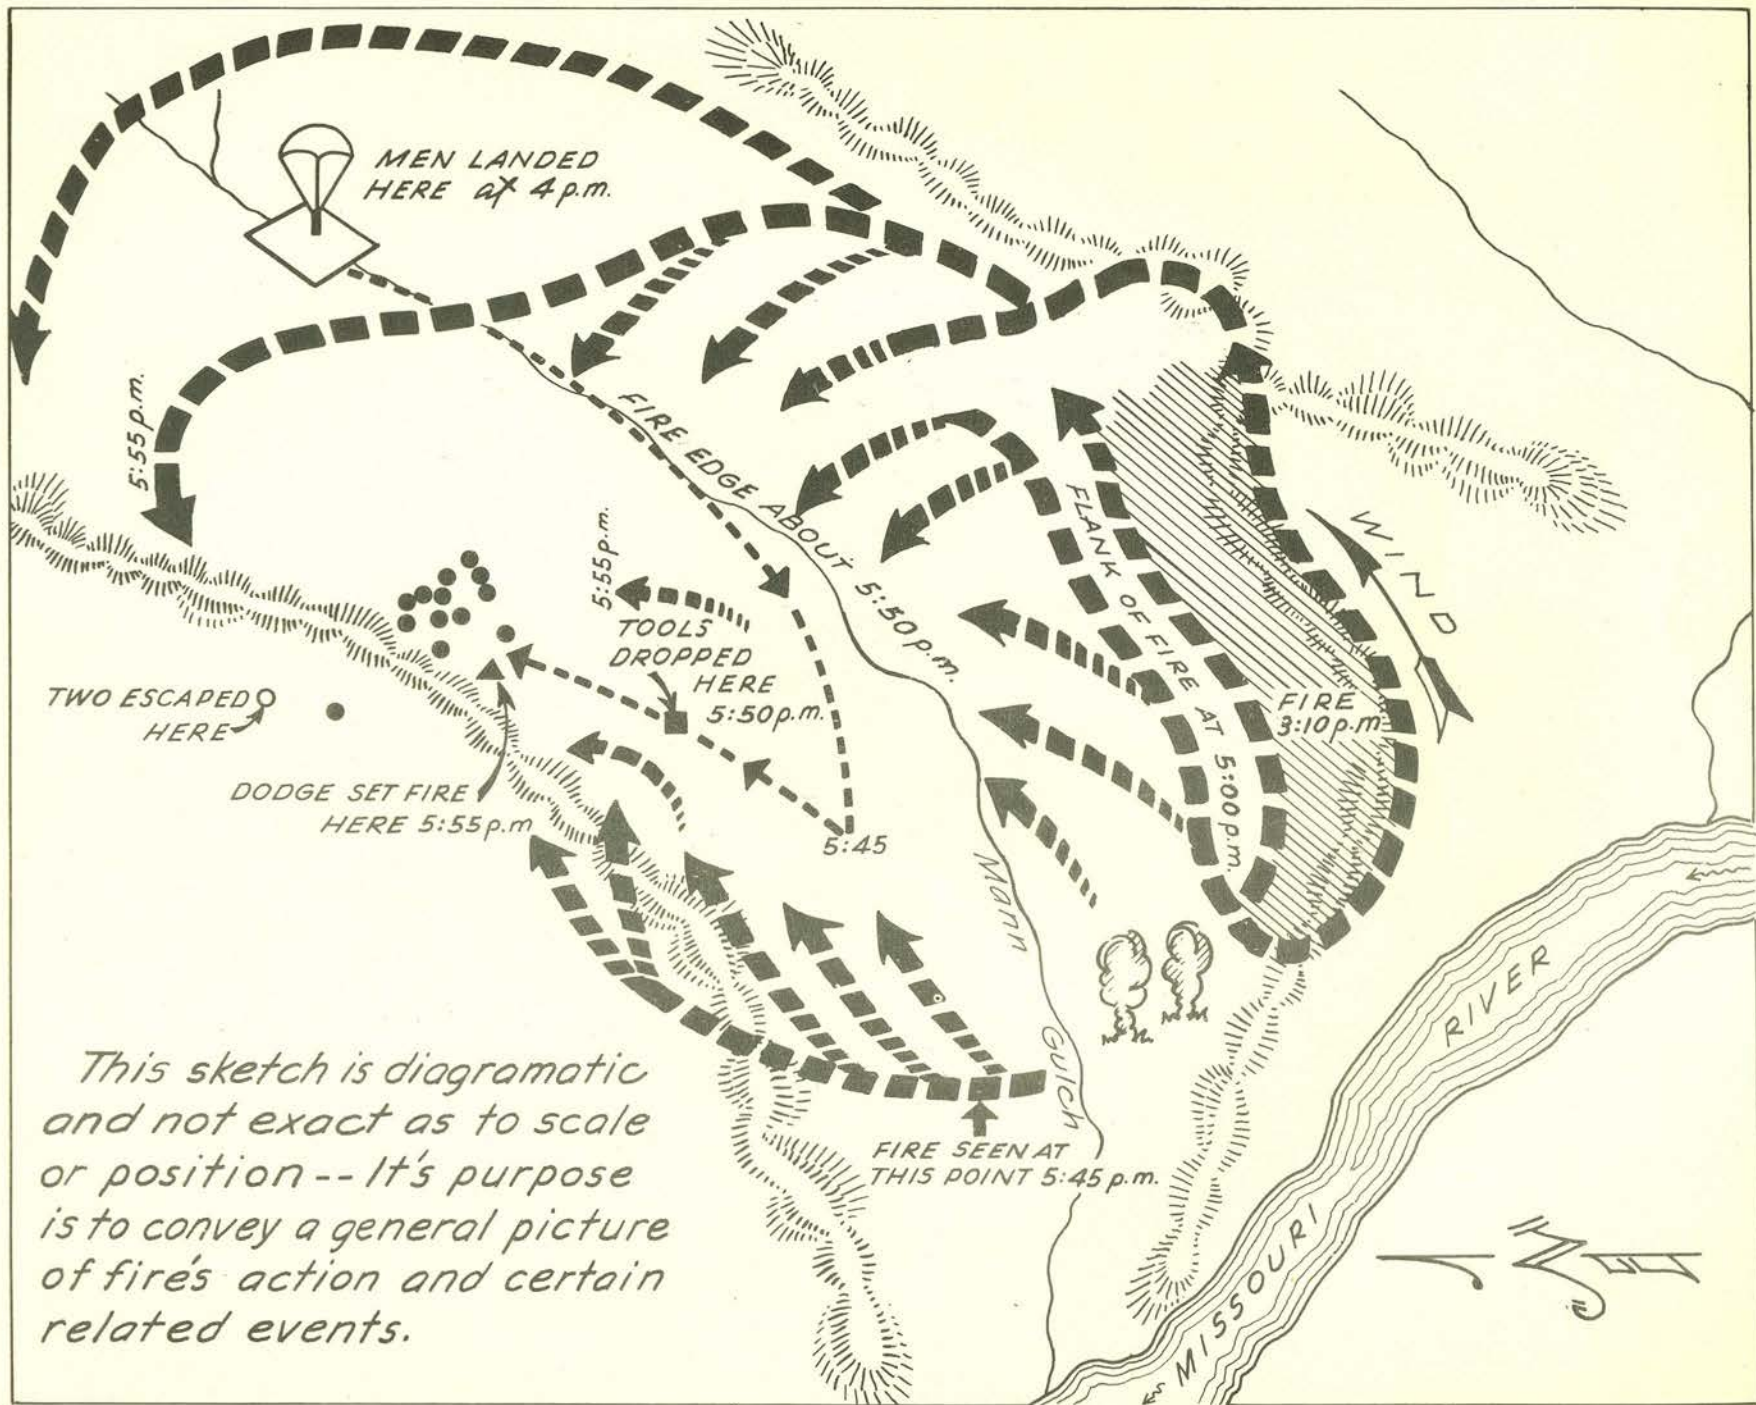 MEN LANDED
HERE at 4 p.m.
5:55 p.m.
FIRE EDGE ABOUT 5:50 p.m.
FLANK OF FIRE AT 5:00 p.m.
WIND
5:55 p.m.
TOOLS
DROPPED
HERE
5:50 p.m.
FIRE
3:10 p.m
TWO ESCAPED
HERE
DODGE SET FIRE
HERE 5:55 p.m
5:45
Mann
Gulch
FIRE SEEN AT
THIS POINT 5:45 p.m.
MISSOURI
RIVER
N
This sketch is diagramatic
and not exact as to scale
or position -- It's purpose
is to convey a general picture
of fire's action and certain
related events.